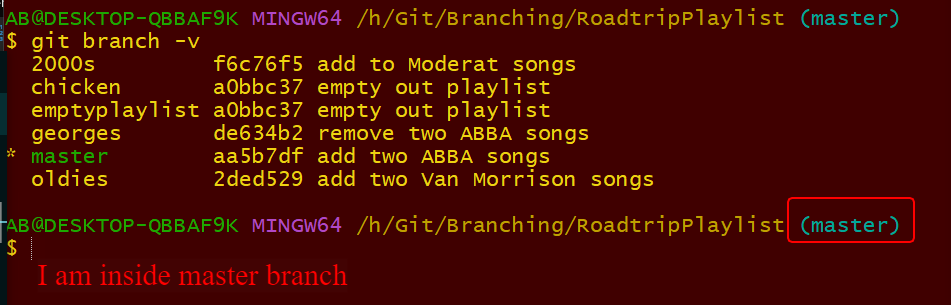 AB@DESKTOP-QBBAF9K MINGW64 /h/Git/Branching/RoadtripPlaylist (master)
$ git branch -v
  2000s         f6c76f5 add to Moderat songs
  chicken       a0bbc37 empty out playlist
  emptyplaylist a0bbc37 empty out playlist
  georges       de634b2 remove two ABBA songs
* master        aa5b7df add two ABBA songs
  oldies        2ded529 add two Van Morrison songs
AB@DESKTOP-QBBAF9K MINGW64 /h/Git/Branching/RoadtripPlaylist (master)
$
I am inside master branch